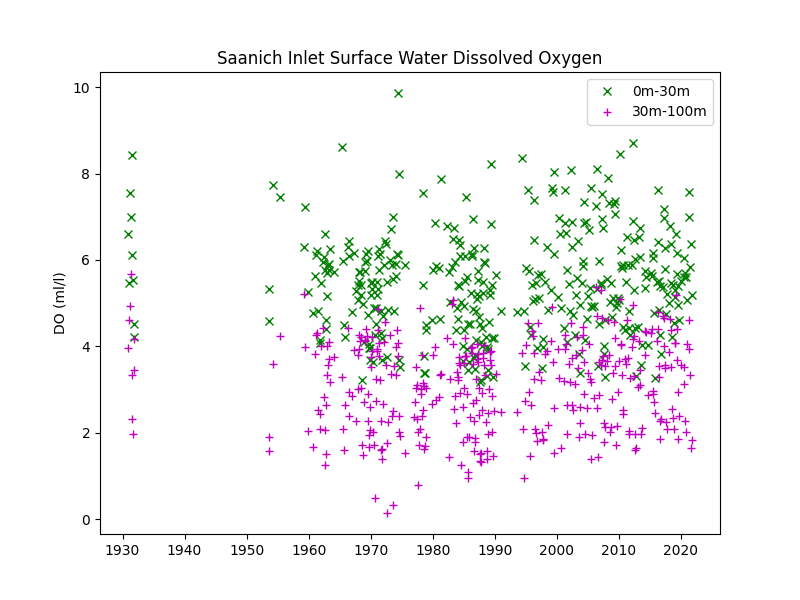 Saanich Inlet Surface Water Dissolved Oxygen
0m-30m
30m-100m
DO (ml/l)
10
8
6
4
2
0
1930 1940 1950 1960 1970 1980 1990 2000 2010 2020